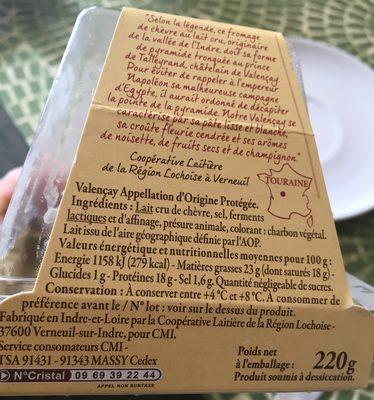 "Selon la légende, ce fromage
de chèvre au lait cru, originaire
de la vallée de l'Indre, doit sa forme
de pyramide tronquée au prince
de Talleyrand, châtelain de Valençay.
Pour éviter de rappeler à l'empereur
Napoléon sa malheureuse campagne
d'Egypte, il aurait ordonné de décapiter
la pointe de la pyramide. Notre Valençay se
caractérise par sa pâte lisse et blanche,
sa croûte fleurie cendrée et ses arômes
de noisette, de fruits secs et de champignon."
Coopérative Laitière
de la Région Lochoise à Verneuil
TOURAINE
Valençay Appellation d'Origine Protégée.
Ingrédients : Lait cru de chèvre, sel, ferments
lactiques et d'affinage, présure animale, colorant : charbon végétal.
Lait issu de l'aire géographique définie par l'AOP.
Valeurs énergétique et nutritionnelles moyennes pour 100 g :
Energie 1158 kJ (279 kcal) - Matières grasses 23 g (dont saturés 18 g) -
Glucides 1 g - Protéines 18 g - Sel 1,6 g. Quantité négligeable de sucres.
Conservation : À conserver entre +4°C et +8°C. A consommer de
préférence avant le / N° lot : voir sur le dessus du produit.
Fabriqué en Indre-et-Loire par la Coopérative Laitière de la Région Lochoise -
37600 Verneuil-sur-Indre, pour CMI.
Service consomateurs CMI -
TSA 91431 - 91343 MASSY Cedex
N°Cristal 09 69 39 22 44
APPEL NON SURTAXE
Poids net
à l'emballage : 220g
Produit soumis à dessiccation.